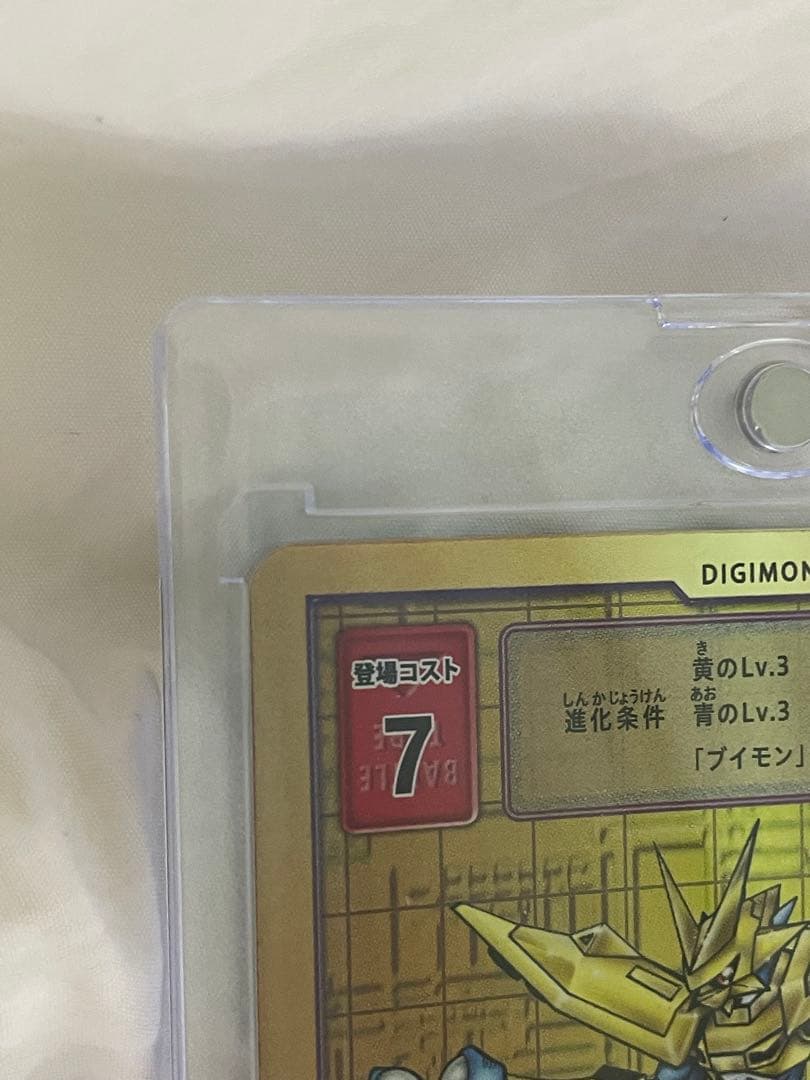 DIGIMON
登場コスト
7
き
黄のLv.3
しんかじょうけん
進化条件
あお
青のLv.3
「ブイモン」